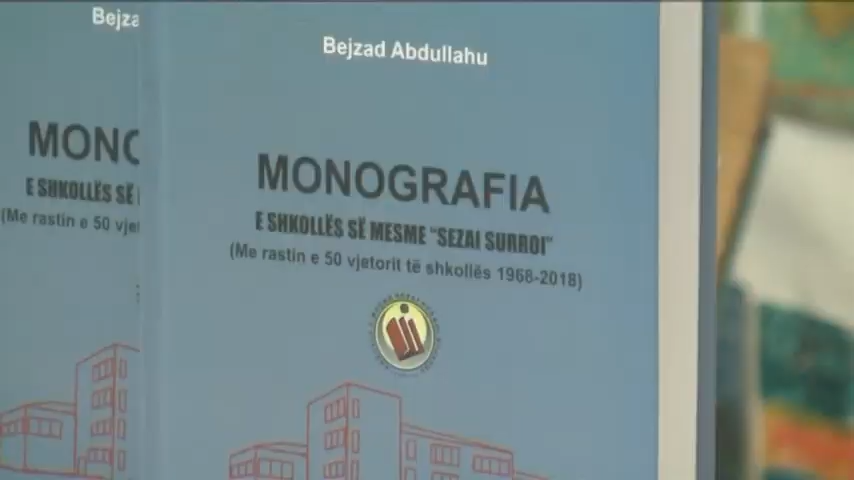 Bejza
MONO
E SHKOLLËS SË
(Me rastin e 50 vjet
Bejzad Abdullahu
MONOGRAFIA
E SHKOLLËS SË MESME "SEZAI SURROI"
(Me rastin e 50 vjetorit të shkollës 1968-2018)